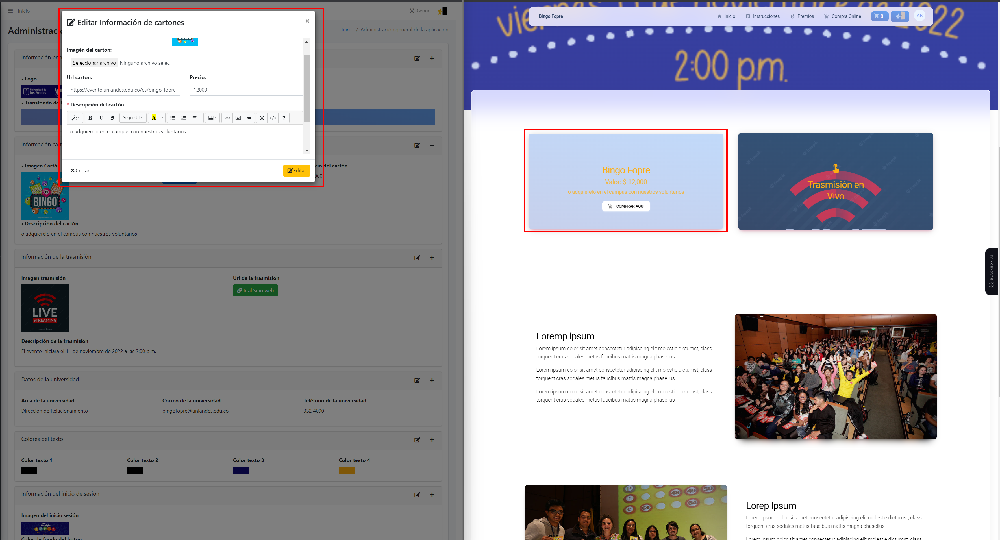 Inicio
Cerrar
Administraci
Inicio / Administración general de la aplicación
Editar Información de cartones
×
Imagén del carton:
Seleccionar archivo Ninguno archivo selec.
Url carton:
Precio:
https://evento.uniandes.edu.co/es/bingo-fopre
12000
* Descripción del cartón
B U Segoe UI A </> ?
o adquierelo en el campus con nuestros voluntarios
Cerrar
Editar
Información pri
• Logo
Universidad de
los Andes
• Transfondo de l
Información ca
• Imagen Cartón
cio del cartón
000
BINGO
• Descripción del cartón
o adquierelo en el campus con nuestros voluntarios
Información de la trasmisión
Imagen trasmisión
Url de la trasmisión
Ir al Sitio web
LIVE
STREAMING
Descripción de la trasmisión
El evento iniciará el 11 de noviembre de 2022 a las 2:00 p.m.
Datos de la universidad
Área de la universidad
Correo de la universidad
Teléfono de la universidad
Dirección de Relacionamiento
bingofopre@uniandes.edu.co
332 4090
Colores del texto
Color texto 1
Color texto 2
Color texto 3
Color texto 4
Información del inicio de sesión
Imagen del inicio sesión
Bingo
fopre
Color de fondo del boton
Bingo Fopre
Inicio
Instrucciones
Premios
Compra Online
0
AB
2022
2:00 p.m.
Bingo Fopre
Valor: $ 12,000
o adquierelo en el campus con nuestros voluntarios
COMPRAR AQUÍ
Trasmisión en
Vivo
freepik
BLACKBOX AI
Loremp ipsum
Lorem ipsum dolor sit amet consectetur adipiscing elit molestie dictumst, class
torquent cras sodales metus faucibus mattis magna phasellus
Lorem ipsum dolor sit amet consectetur adipiscing elit molestie dictumst, class
torquent cras sodales metus faucibus mattis magna phasellus
Lorem ipsum dolor sit amet consectetur adipiscing elit molestie dictumst, class
torquent cras sodales metus faucibus mattis magna phasellus
P 48 49 50
r 64
e 61
Lorep Ipsum
Lorem ipsum dolor sit amet consectetur adipiscing elit molestie dictumst, class
torquent cras sodales metus faucibus mattis magna phasellus
Lorem ipsum dolor sit amet consectetur adipiscing elit molestie dictumst, class